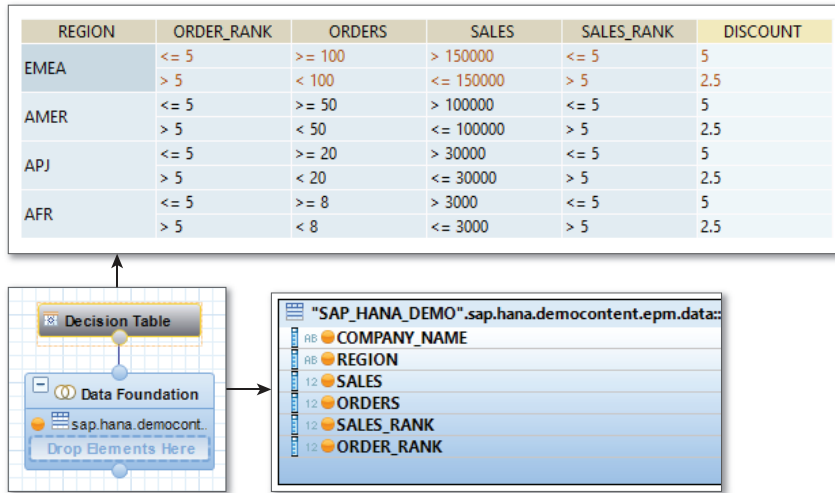 REGION ORDER_RANK ORDERS SALES SALES_RANK DISCOUNT
EMEA <= 5 >= 100 > 150000 <= 5 5
> 5 < 100 <= 150000 > 5 2.5
AMER <= 5 >= 50 > 100000 <= 5 5
> 5 < 50 <= 100000 > 5 2.5
APJ <= 5 >= 20 > 30000 <= 5 5
> 5 < 20 <= 30000 > 5 2.5
AFR <= 5 >= 8 > 3000 <= 5 5
> 5 < 8 <= 3000 > 5 2.5
Decision Table
Data Foundation
sap.hana.democont..
Drop Elements Here
"SAP_HANA_DEMO".sap.hana.democontent.epm.data::
AB COMPANY_NAME
AB REGION
12 SALES
12 ORDERS
12 SALES_RANK
12 ORDER_RANK